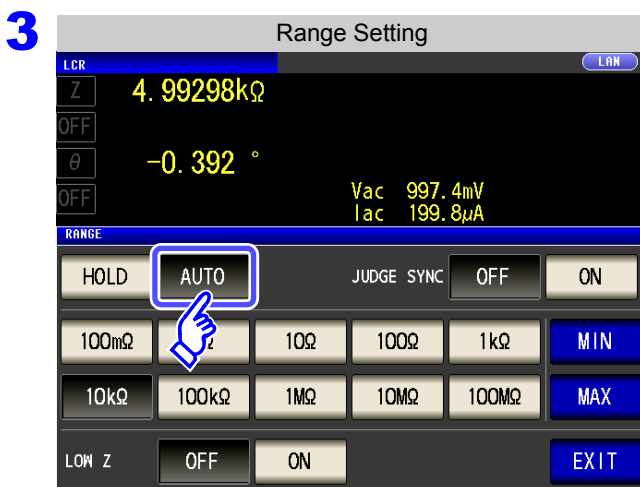 3
Range Setting
LCR LAN
Z 4.99298kΩ
OFF
θ -0.392 °
OFF
Vac 997.4mV
Iac 199.8μA
RANGE
HOLD AUTO JUDGE SYNC OFF ON
100mΩ 10Ω 100Ω 1kΩ MIN
10kΩ 100kΩ 1MΩ 10MΩ 100MΩ MAX
LOW Z OFF ON EXIT